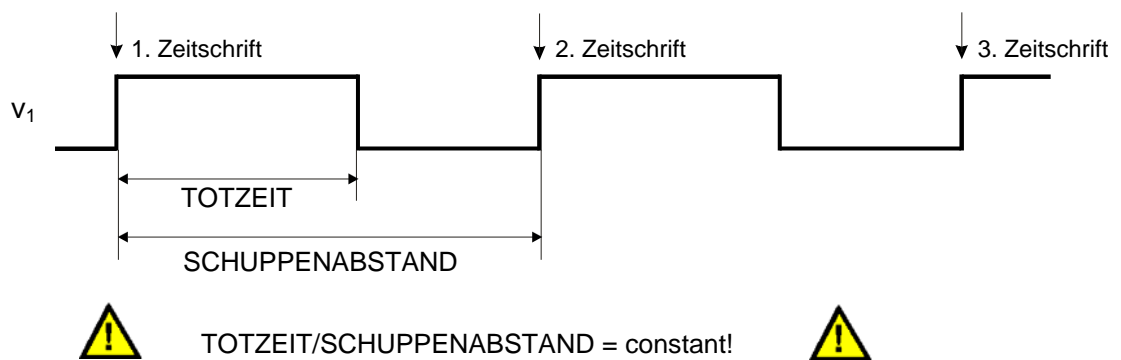 1. Zeitschrift 2. Zeitschrift 3. Zeitschrift
v₁
TOTZEIT
SCHUPPENABSTAND
! TOTZEIT/SCHUPPENABSTAND = constant! !